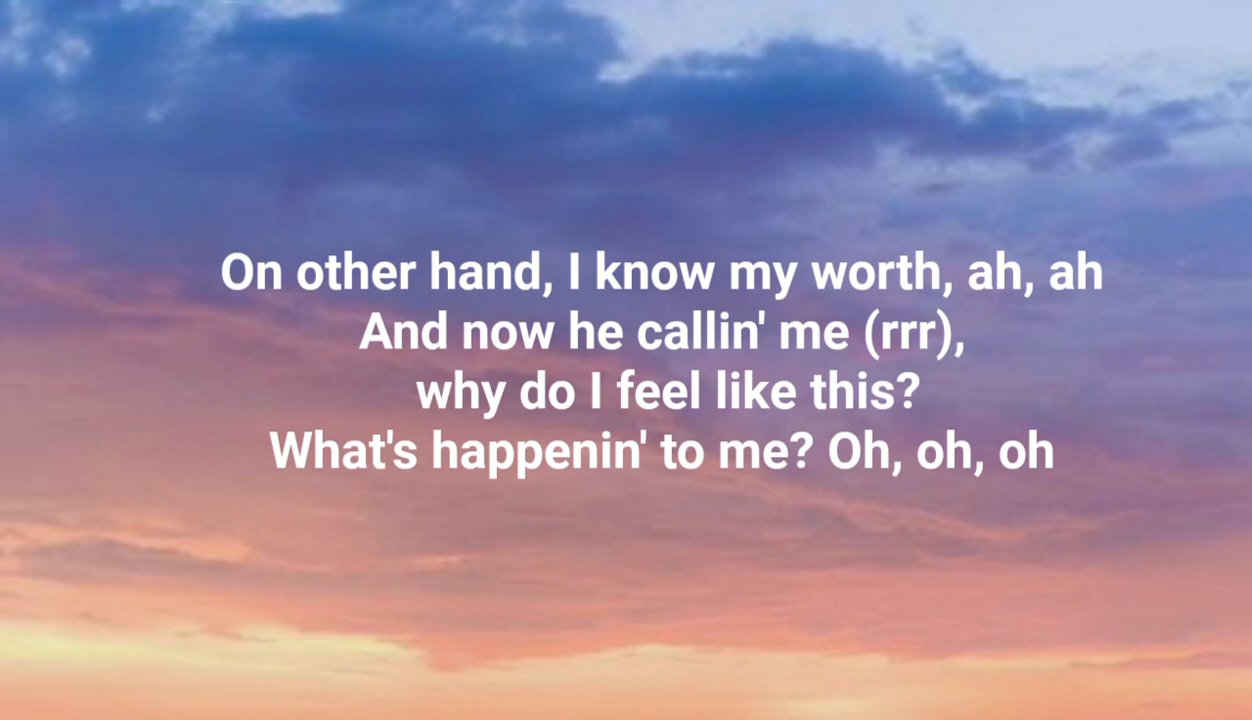 On other hand, I know my worth, ah, ah
And now he callin' me (rrr),
why do I feel like this?
What's happenin' to me? Oh, oh, oh